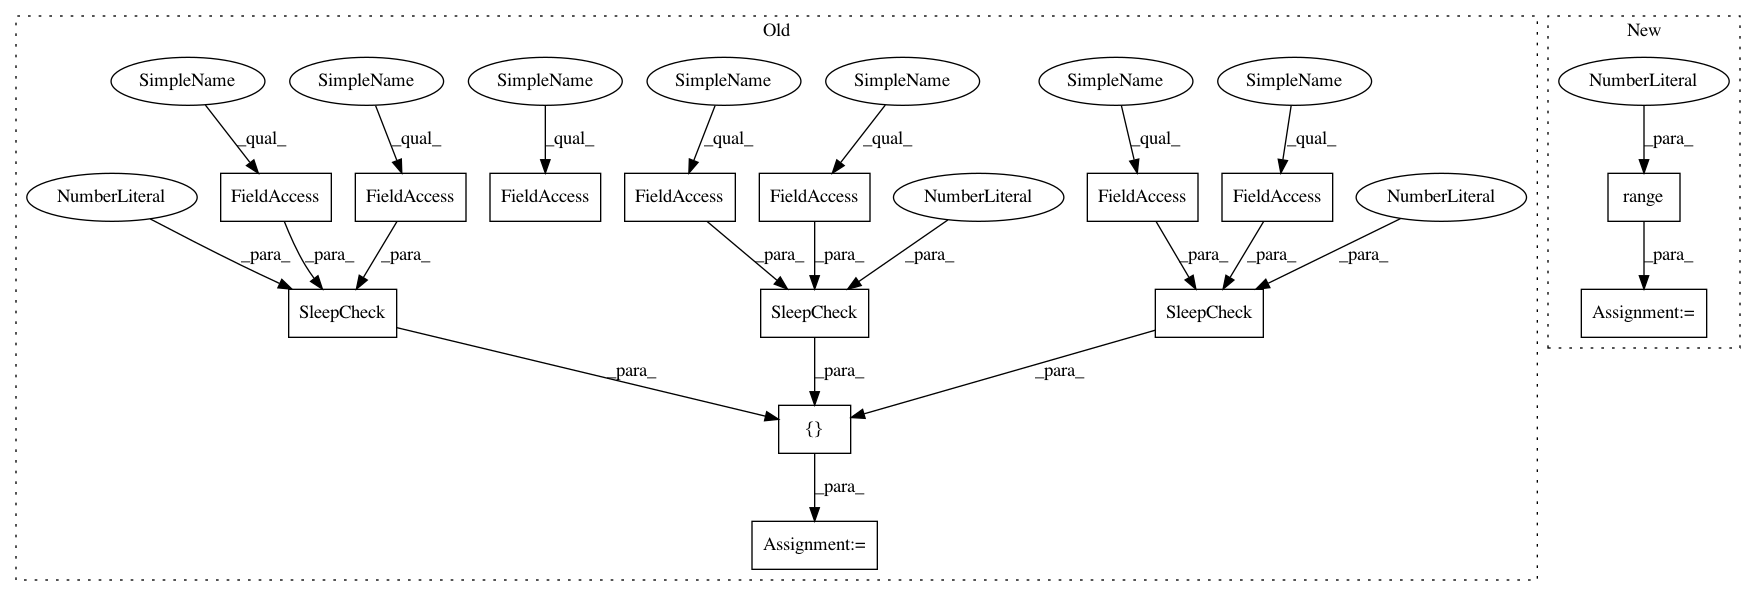 Old
New
SimpleName
SimpleName
SimpleName
SimpleName
SimpleName
SimpleName
SimpleName
NumberLiteral
_qual_
_qual_
_qual_
_qual_
_qual_
_qual_
_qual_
_para_
NumberLiteral
FieldAccess
FieldAccess
FieldAccess
FieldAccess
FieldAccess
NumberLiteral
FieldAccess
FieldAccess
NumberLiteral
range
_para_
_para_
_para_
_para_
_para_
_para_
_para_
_para_
_para_
_para_
SleepCheck
SleepCheck
SleepCheck
Assignment:=
_para_
_para_
_para_
{}
_para_
Assignment:=